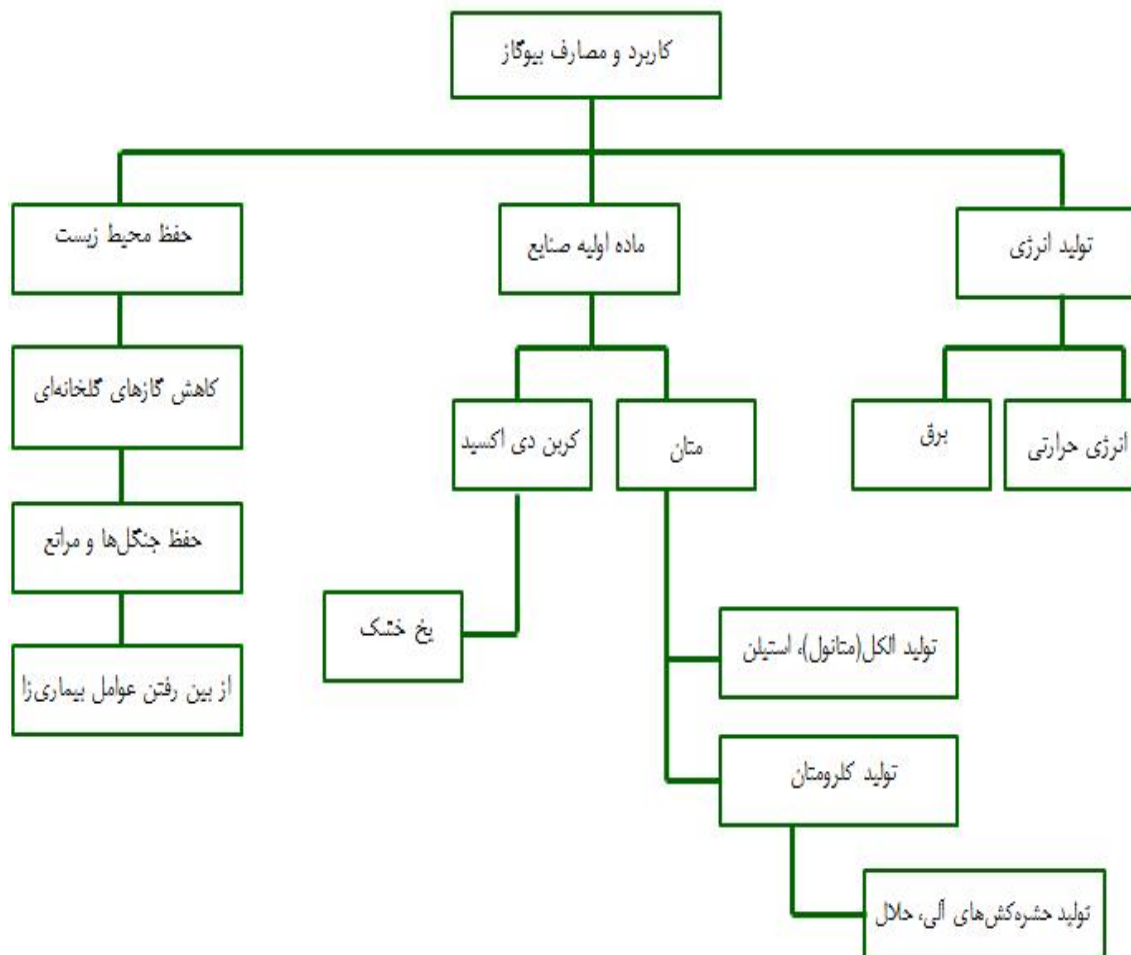 کاربرد و مصارف بیوگاز
تولید انرژی
ماده اولیه صنایع
حفظ محیط زیست
انرژی حرارتی
برق
متان
کربن دی اکسید
کاهش گازهای گلخانه‌ای
حفظ جنگل‌ها و مراتع
یخ خشک
تولید الکل(متانول)، استیلن
از بین رفتن عوامل بیماری‌زا
تولید کلرومتان
تولید حشره‌کش‌های آلی، حلال